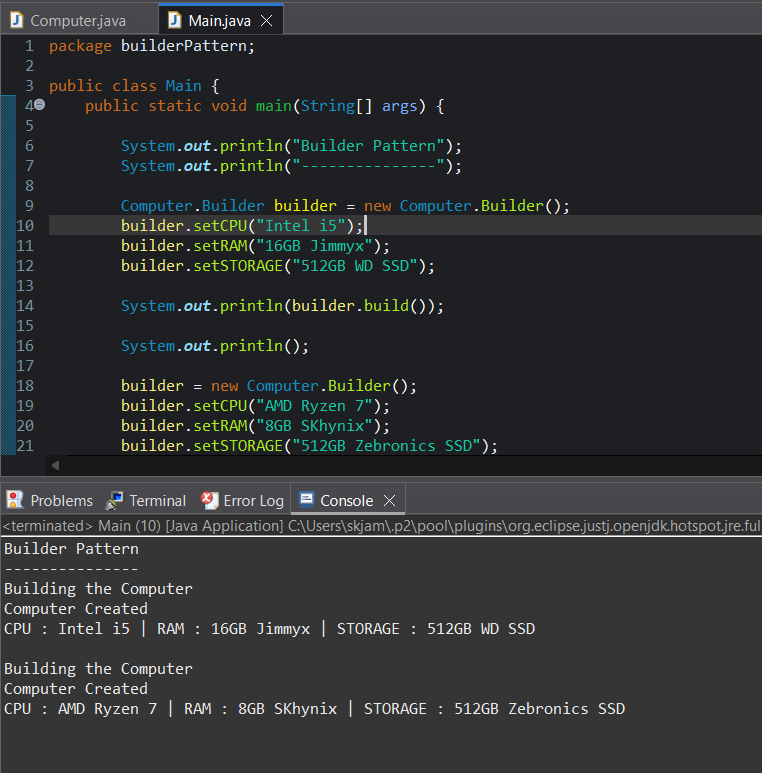 Computer.java Main.java
1 package builderPattern;
2
3 public class Main {
4 public static void main(String[] args) {
5
6 System.out.println("Builder Pattern");
7 System.out.println("---------------");
8
9 Computer.Builder builder = new Computer.Builder();
10 builder.setCPU("Intel i5");
11 builder.setRAM("16GB Jimmyx");
12 builder.setSTORAGE("512GB WD SSD");
13
14 System.out.println(builder.build());
15
16 System.out.println();
17
18 builder = new Computer.Builder();
19 builder.setCPU("AMD Ryzen 7");
20 builder.setRAM("8GB SKhynix");
21 builder.setSTORAGE("512GB Zebronics SSD");
Problems Terminal Error Log Console
<terminated> Main (10) [Java Application] C:\Users\skjam\.p2\pool\plugins\org.eclipse.justj.openjdk.hotspot.jre.ful
Builder Pattern
---------------
Building the Computer
Computer Created
CPU : Intel i5 | RAM : 16GB Jimmyx | STORAGE : 512GB WD SSD

Building the Computer
Computer Created
CPU : AMD Ryzen 7 | RAM : 8GB SKhynix | STORAGE : 512GB Zebronics SSD